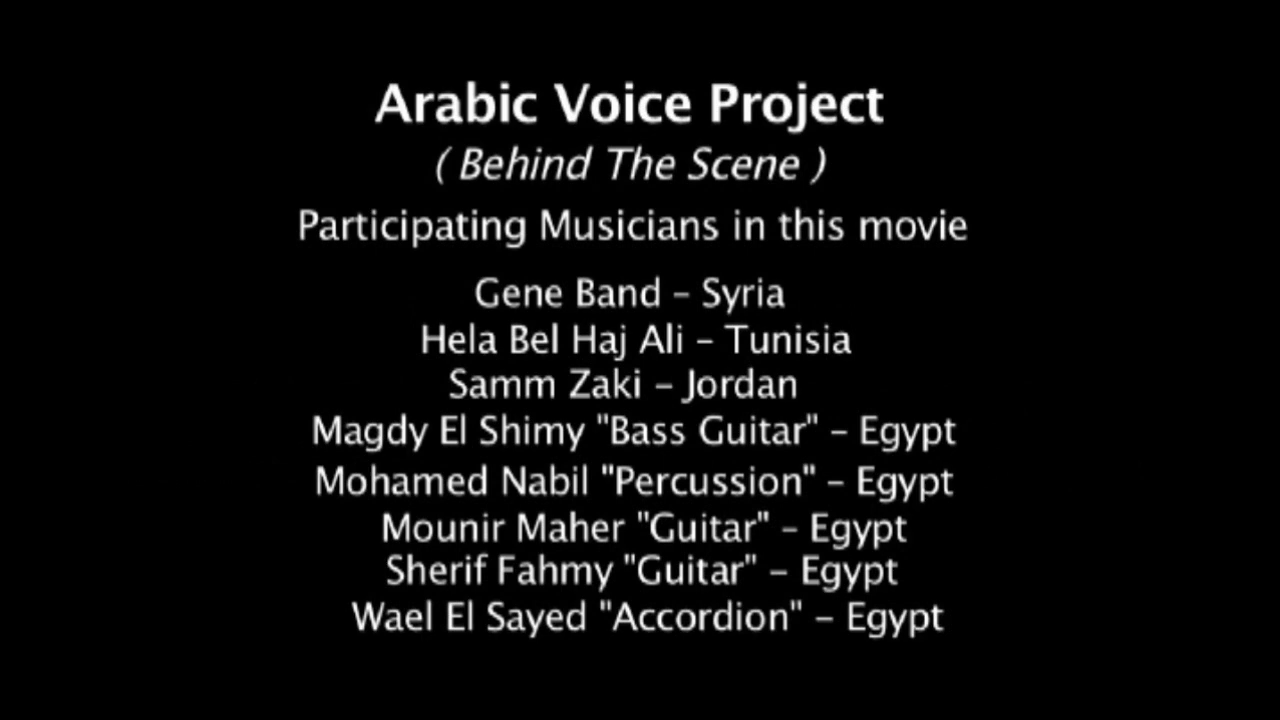 Arabic Voice Project
( Behind The Scene )
Participating Musicians in this movie
Gene Band – Syria
Hela Bel Haj Ali – Tunisia
Samm Zaki – Jordan
Magdy El Shimy "Bass Guitar" – Egypt
Mohamed Nabil "Percussion" – Egypt
Mounir Maher "Guitar" – Egypt
Sherif Fahmy "Guitar" – Egypt
Wael El Sayed "Accordion" – Egypt